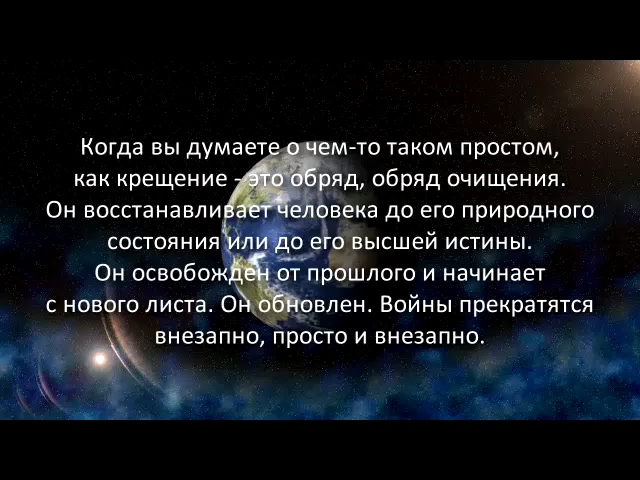 Когда вы думаете о чем-то таком простом,
как крещение - это обряд, обряд очищения.
Он восстанавливает человека до его природного
состояния или до его высшей истины.
Он освобожден от прошлого и начинает
с нового листа. Он обновлен. Войны прекратятся
внезапно, просто и внезапно.